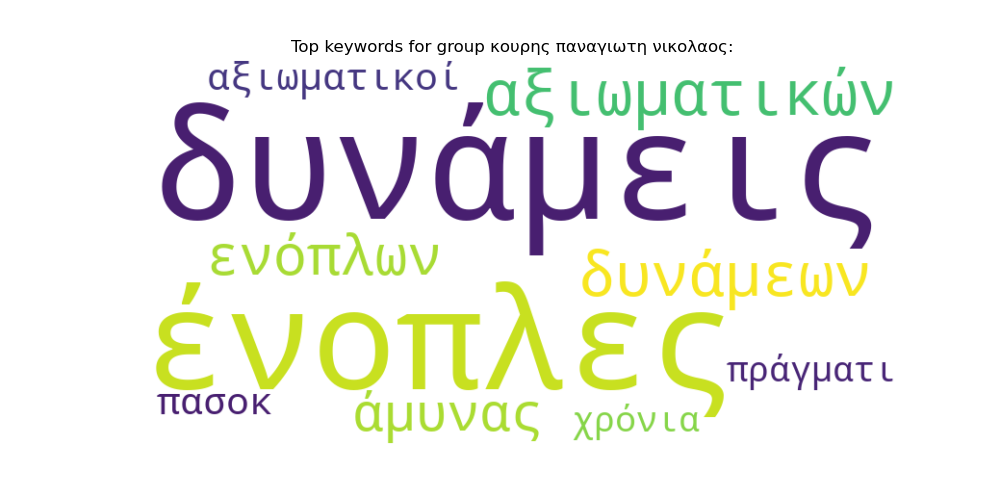 Top keywords for group κουρης παναγιωτη νικολαος:
αξιωματικοί
αξιωματικών
δυνάμεις
ενόπλων
δυνάμεων
ένοπλες
πράγματι
πασοκ
άμυνας
χρόνια